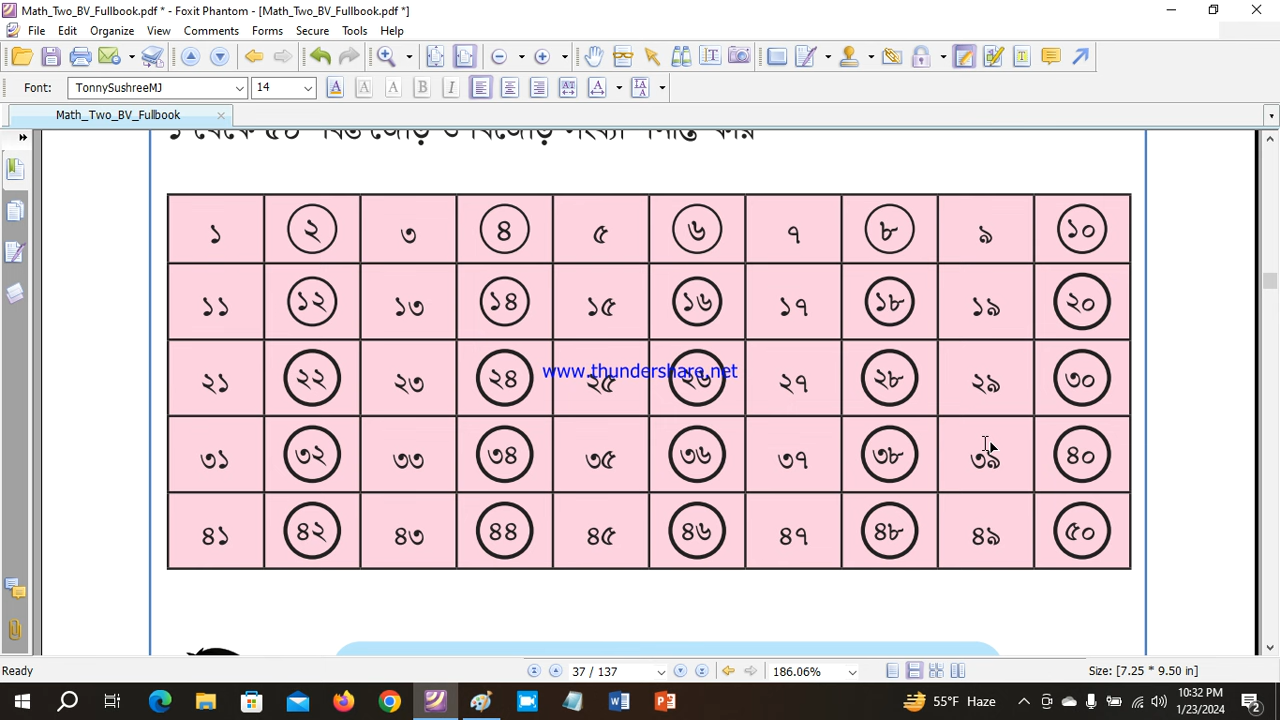 Math_Two_BV_Fullbook.pdf * - Foxit Phantom - [Math_Two_BV_Fullbook.pdf *]
File Edit Organize View Comments Forms Secure Tools Help
Font: TonnySushreeMJ 14
Math_Two_BV_Fullbook
১ ২ ৩ ৪ ৫ ৬ ৭ ৮ ৯ ১০
১১ ১২ ১৩ ১৪ ১৫ ১৬ ১৭ ১৮ ১৯ ২০
www.thundershare.net
২১ ২২ ২৩ ২৪ ২৫ ২৬ ২৭ ২৮ ২৯ ৩০
৩১ ৩২ ৩৩ ৩৪ ৩৫ ৩৬ ৩৭ ৩৮ ৩৯ ৪০
৪১ ৪২ ৪৩ ৪৪ ৪৫ ৪৬ ৪৭ ৪৮ ৪৯ ৫০
Ready 37 / 137 186.06% Size: [7.25 * 9.50 in]
55°F Haze 10:32 PM
1/23/2024 2